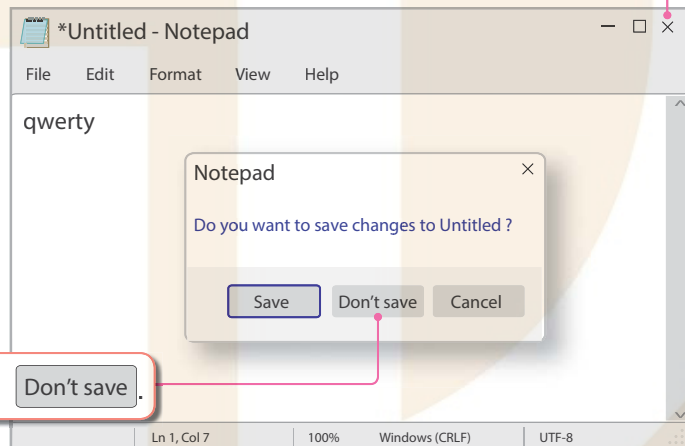 *Untitled - Notepad
File Edit Format View Help
qwerty
Notepad
Do you want to save changes to Untitled ?
Save Don't save Cancel
Don't save.
Ln 1, Col 7 100% Windows (CRLF) UTF-8